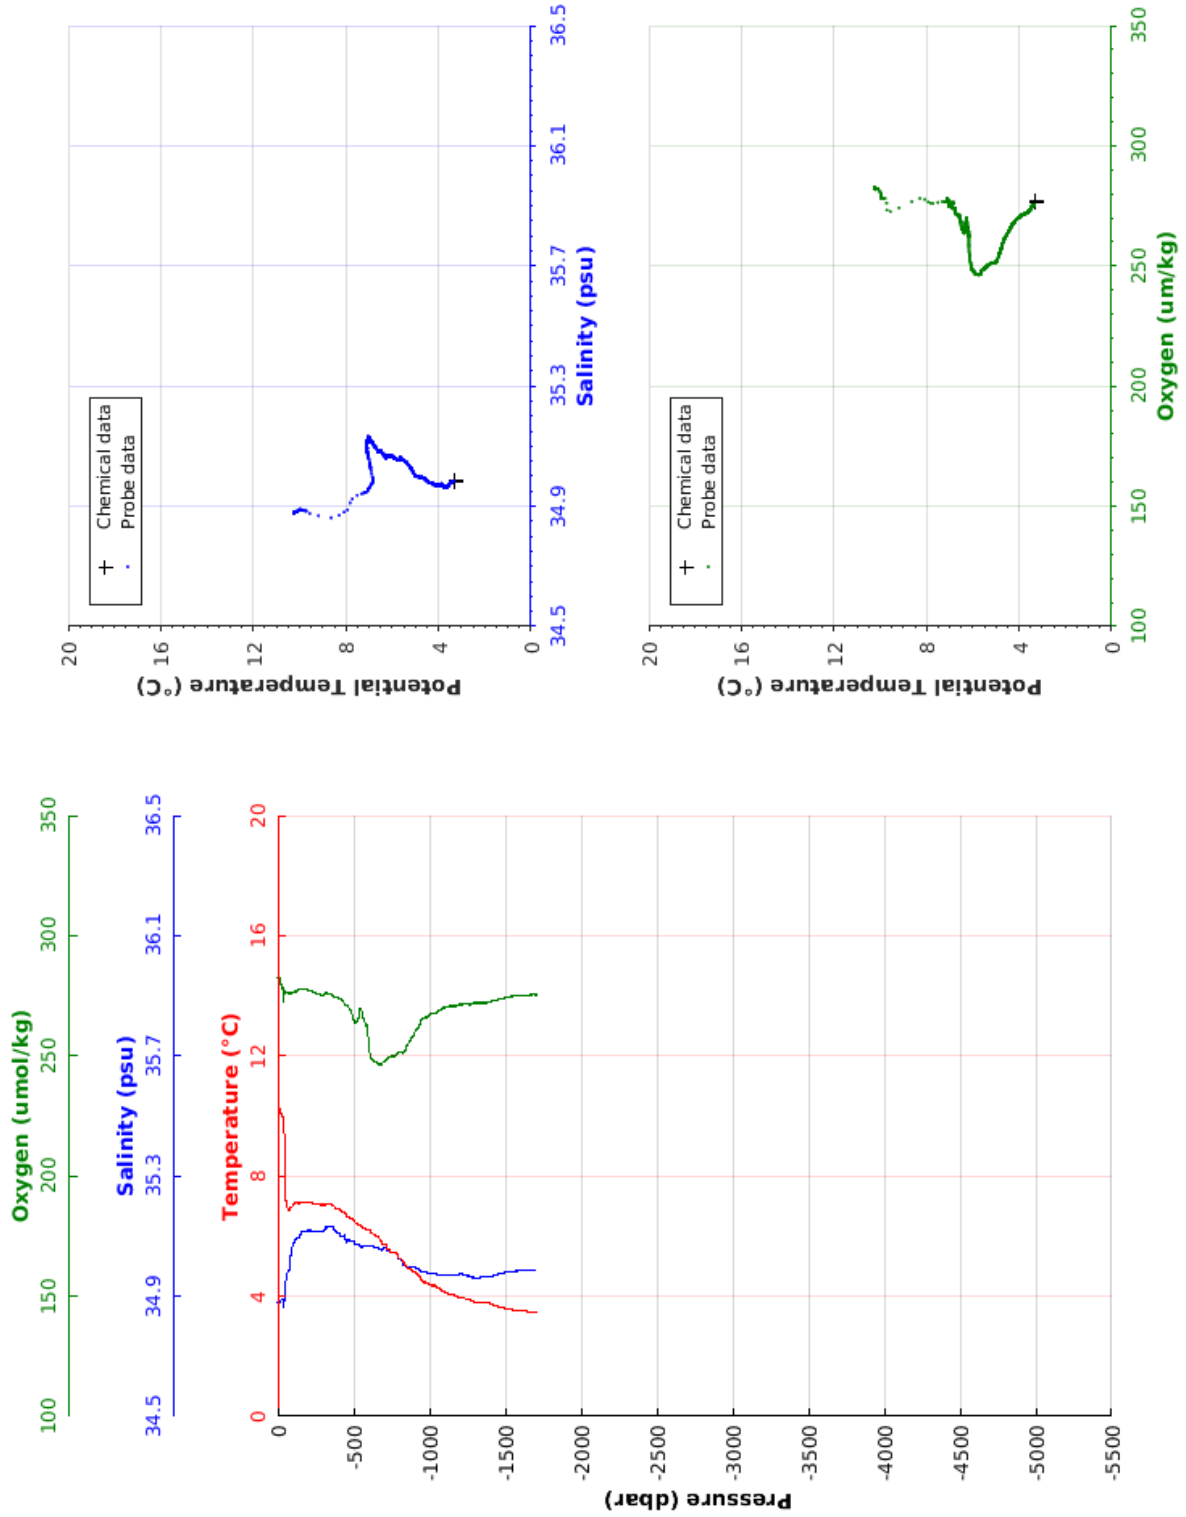 Oxygen (umol/kg)
100 150 200 250 300 350
Salinity (psu)
34.5 34.9 35.3 35.7 36.1 36.5
Temperature (°C)
0 4 8 12 16 20
Pressure (dbar)
0
-500
-1000
-1500
-2000
-2500
-3000
-3500
-4000
-4500
-5000
-5500
Potential Temperature (°C)
20
16
12
8
4
0
Chemical data
Probe data
34.5 34.9 35.3 35.7 36.1 36.5
Salinity (psu)
Potential Temperature (°C)
20
16
12
8
4
0
Chemical data
Probe data
100 150 200 250 300 350
Oxygen (um/kg)